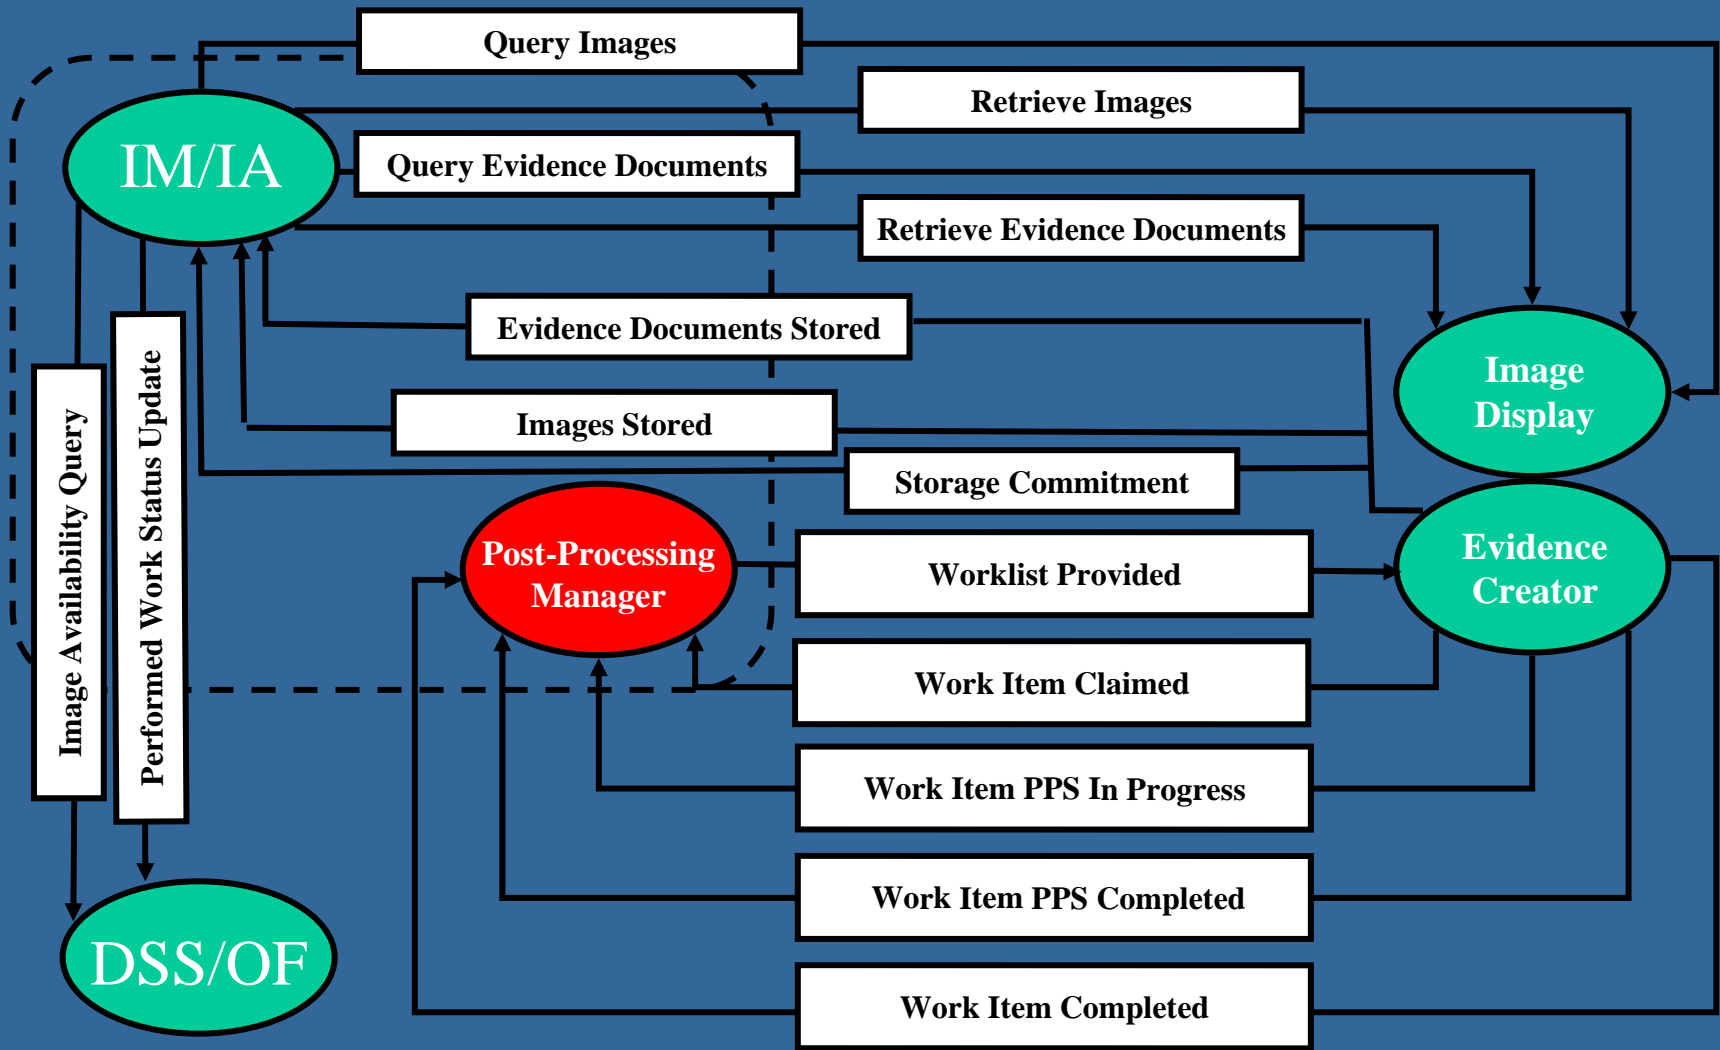 Query Images
Retrieve Images
IM/IA
Query Evidence Documents
Retrieve Evidence Documents
Evidence Documents Stored
Image
Display
Images Stored
Storage Commitment
Image Availability Query
Performed Work Status Update
Post-Processing
Manager
Worklist Provided
Evidence
Creator
Work Item Claimed
Work Item PPS In Progress
Work Item PPS Completed
DSS/OF
Work Item Completed